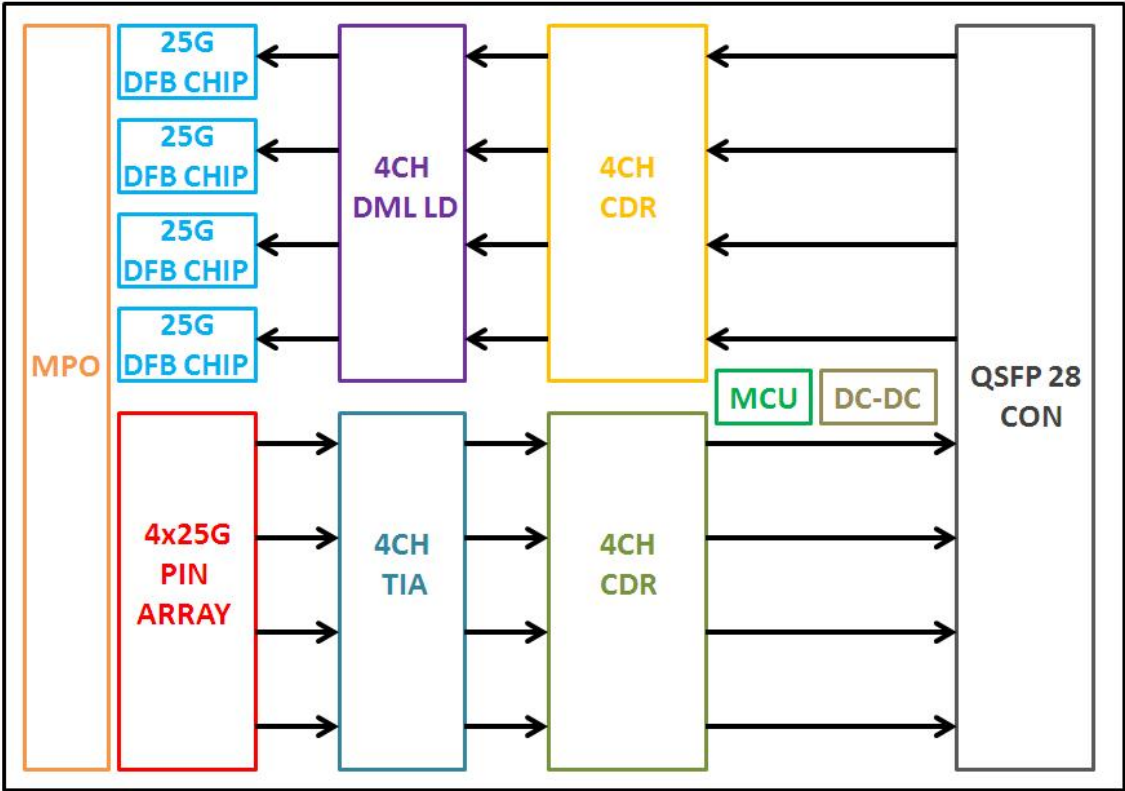 MPO
25G
DFB CHIP
25G
DFB CHIP
25G
DFB CHIP
25G
DFB CHIP
4CH
DML LD
4CH
CDR
MCU
DC-DC
QSFP 28
CON
4x25G
PIN
ARRAY
4CH
TIA
4CH
CDR